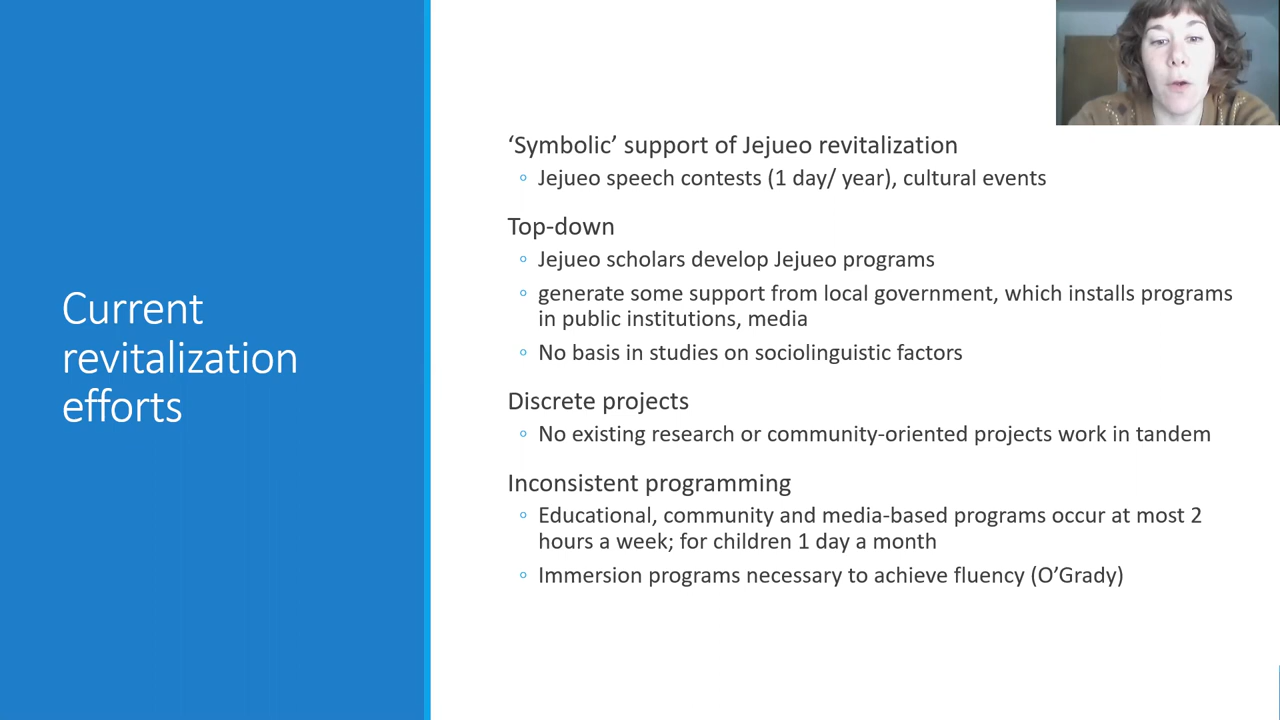 Current
revitalization
efforts
‘Symbolic’ support of Jejueo revitalization
◦ Jejueo speech contests (1 day/ year), cultural events
Top-down
◦ Jejueo scholars develop Jejueo programs
◦ generate some support from local government, which installs programs
in public institutions, media
◦ No basis in studies on sociolinguistic factors
Discrete projects
◦ No existing research or community-oriented projects work in tandem
Inconsistent programming
◦ Educational, community and media-based programs occur at most 2
hours a week; for children 1 day a month
◦ Immersion programs necessary to achieve fluency (O’Grady)